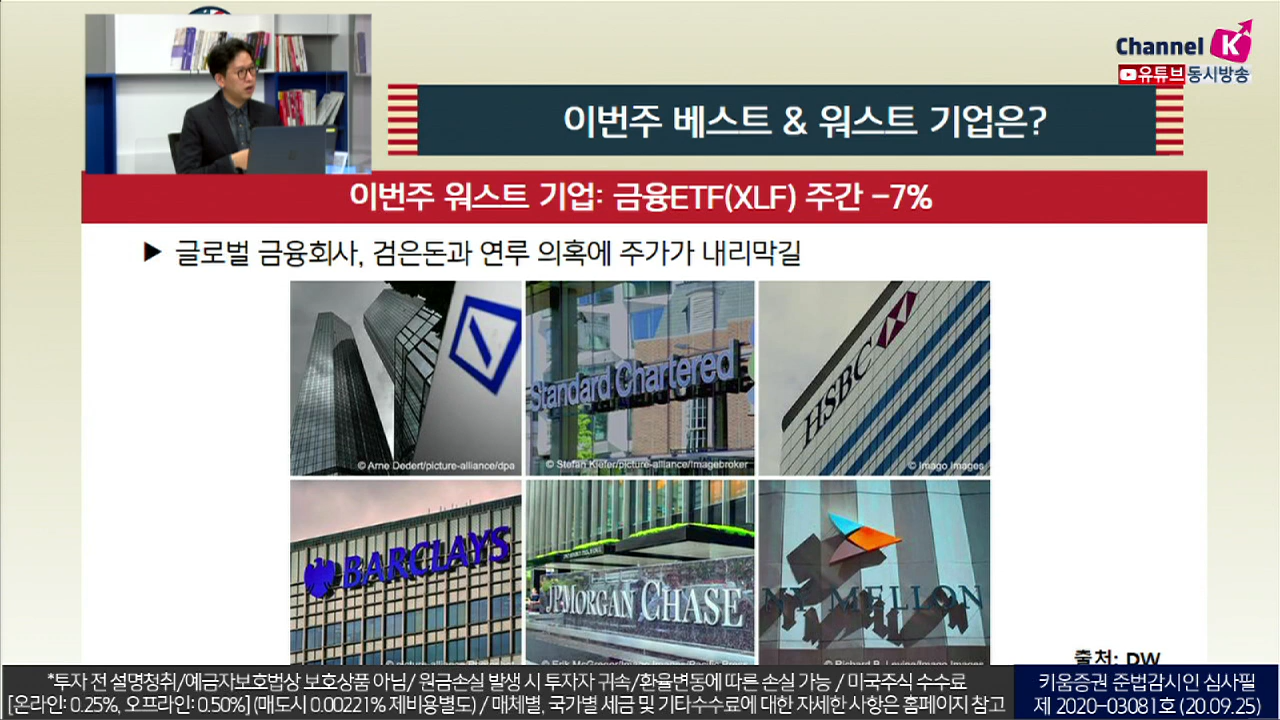 Channel K
유튜브 동시방송
이번주 베스트 & 워스트 기업은?
이번주 워스트 기업: 금융ETF(XLF) 주간 -7%
▶ 글로벌 금융회사, 검은돈과 연루 의혹에 주가가 내리막길
Standard Chartered
HSBC
© Arne Dedert/picture-alliance/dpa
© Stefan Kiefer/picture-alliance/imagebroker
© Imago Images
BARCLAYS
JPMORGAN CHASE
NY MELLON
출처: DW
*투자 전 설명청취/예금자보호법상 보호상품 아님/ 원금손실 발생 시 투자자 귀속/환율변동에 따른 손실 가능 / 미국주식 수수료
[온라인: 0.25%, 오프라인: 0.50%] (매도시 0.00221% 제비용별도) / 매체별, 국가별 세금 및 기타수수료에 대한 자세한 사항은 홈페이지 참고
키움증권 준법감시인 심사필
제 2020-03081호 (20.09.25)